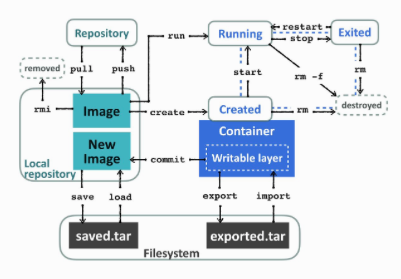 Repository
run
Running
restart
stop
Exited
removed
pull
push
start
rm -f
rm
rmi
Image
create
Created
rm
destroyed
Container
New
Image
commit
Writable layer
Local
repository
save
load
export
import
saved.tar
exported.tar
Filesystem